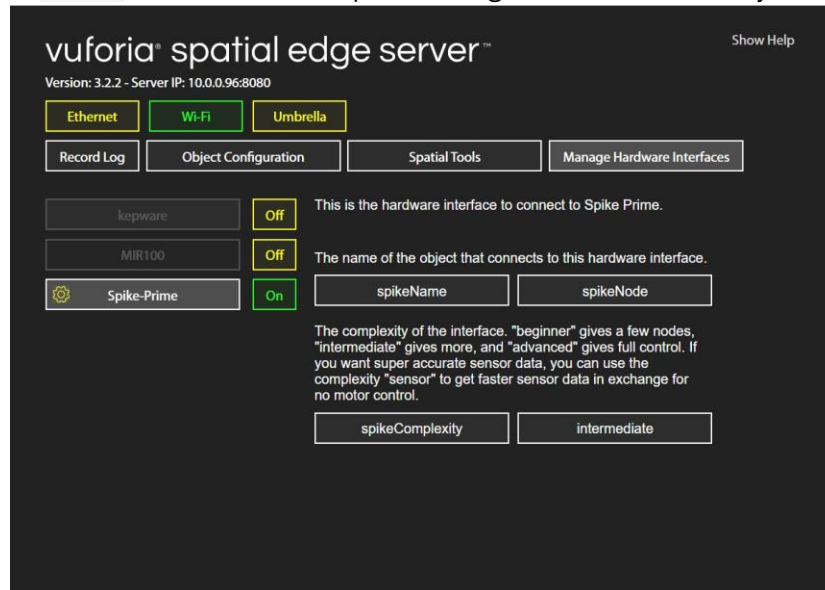 vuforia® spatial edge server™
Show Help
Version: 3.2.2 - Server IP: 10.0.0.96:8080
Ethernet
Wi-Fi
Umbrella
Record Log
Object Configuration
Spatial Tools
Manage Hardware Interfaces
kepware
Off
MIR100
Off
Spike-Prime
On
This is the hardware interface to connect to Spike Prime.
The name of the object that connects to this hardware interface.
spikeName
spikeNode
The complexity of the interface. "beginner" gives a few nodes,
"intermediate" gives more, and "advanced" gives full control. If
you want super accurate sensor data, you can use the
complexity "sensor" to get faster sensor data in exchange for
no motor control.
spikeComplexity
intermediate